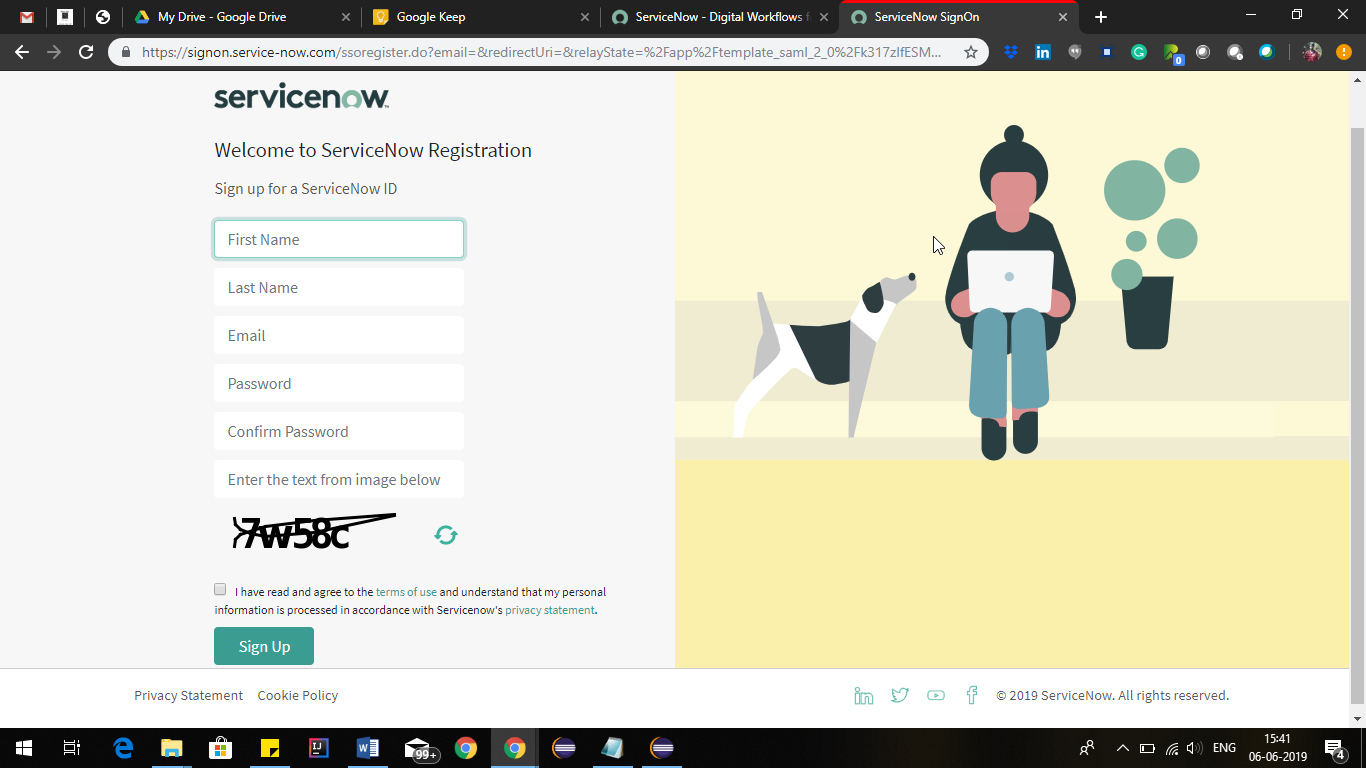 My Drive - Google Drive
Google Keep
ServiceNow - Digital Workflows f
ServiceNow SignOn
https://signon.service-now.com/ssoregister.do?email=&redirectUri=&relayState=%2Fapp%2Ftemplate_saml_2_0%2Fk317zIfESM...
0
servicenow™
Welcome to ServiceNow Registration
Sign up for a ServiceNow ID
First Name
Last Name
Email
Password
Confirm Password
Enter the text from image below
7w58c
I have read and agree to the terms of use and understand that my personal
information is processed in accordance with Servicenow's privacy statement.
Sign Up
Privacy Statement Cookie Policy
© 2019 ServiceNow. All rights reserved.
99+
ENG
15:41
06-06-2019
4